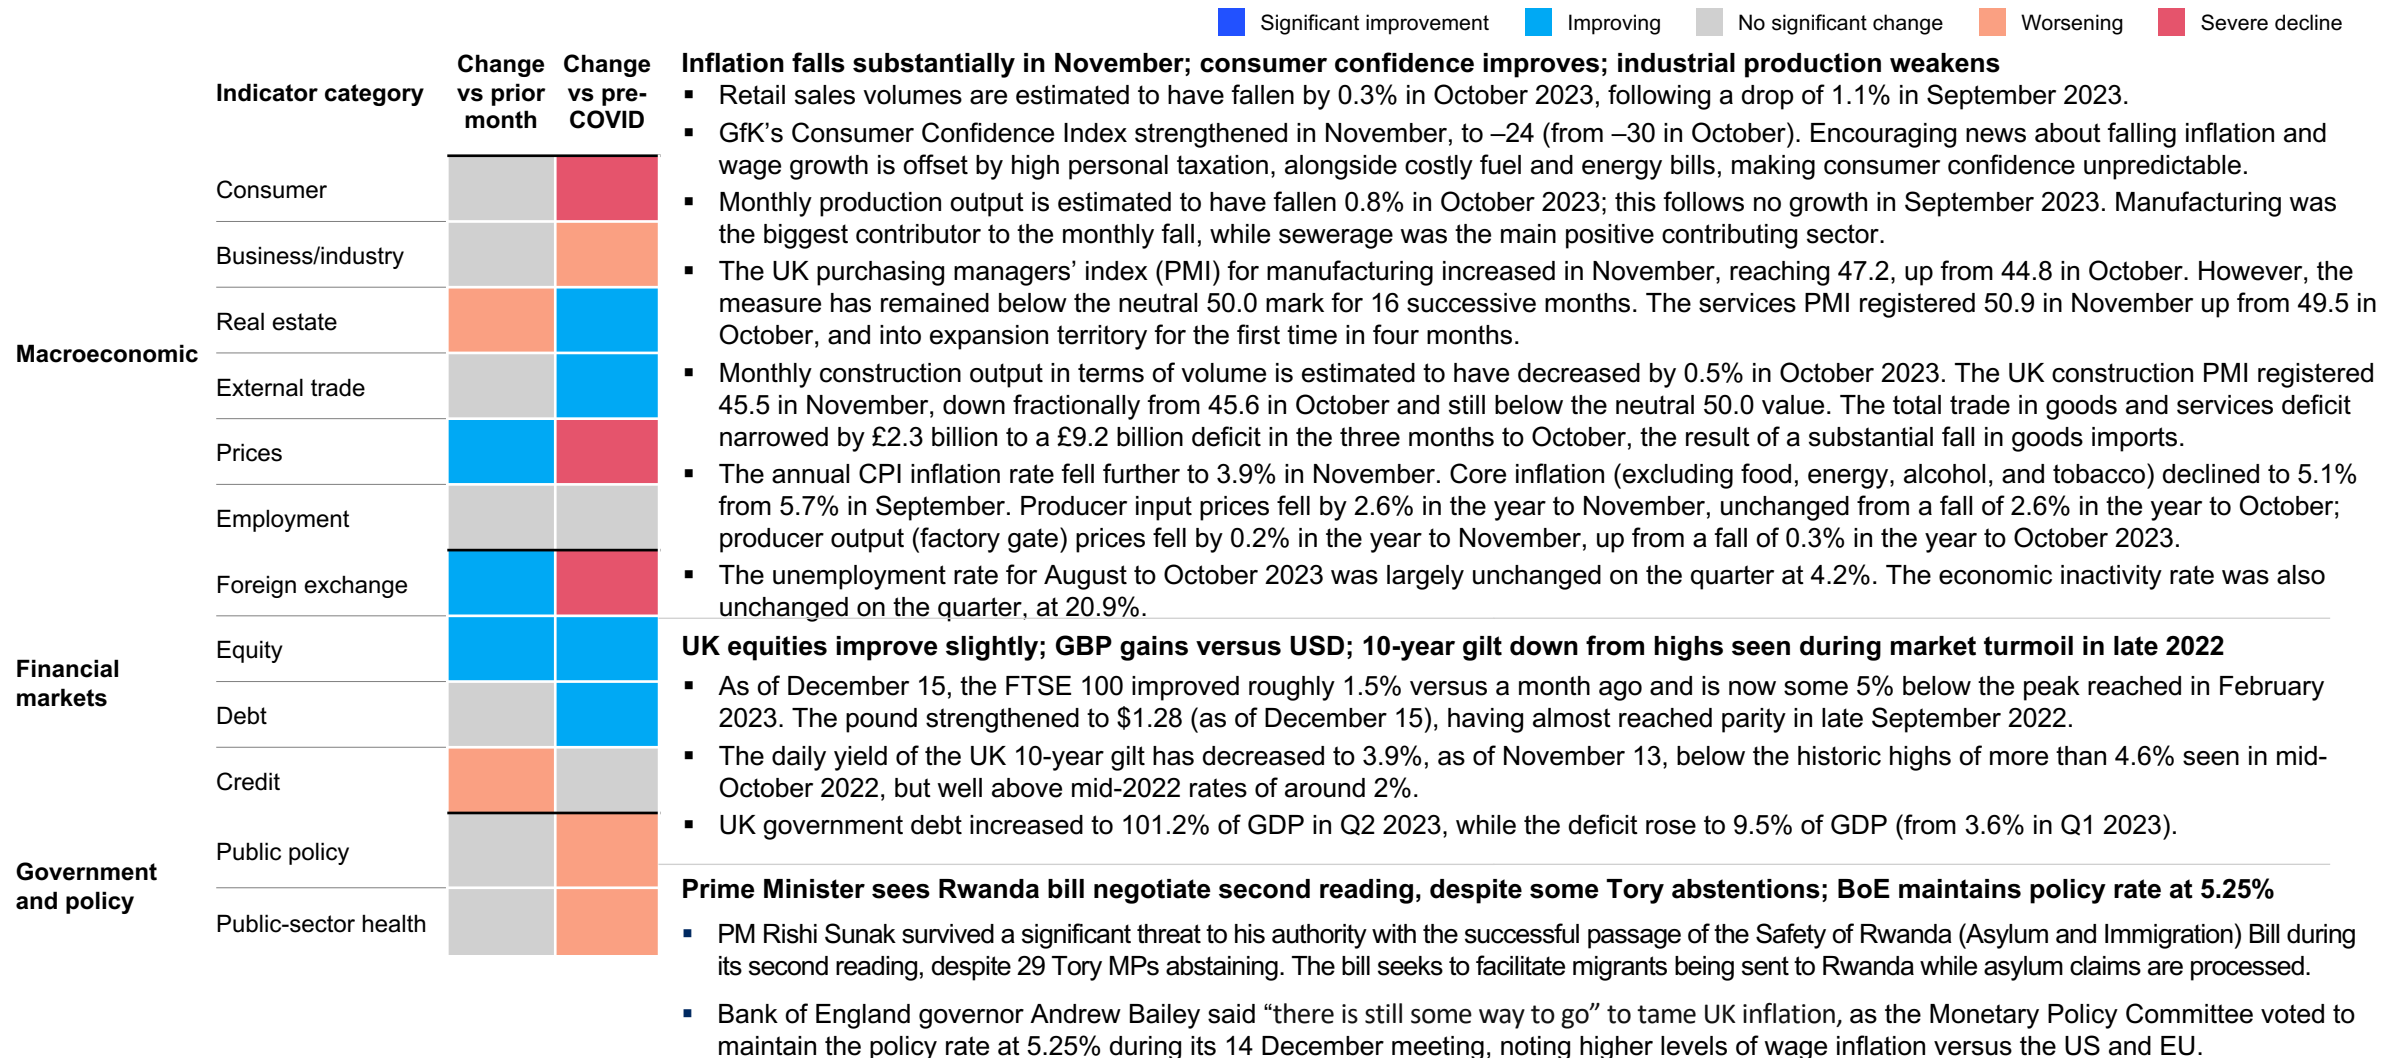 Significant improvement
Improving
No significant change
Worsening
Severe decline
Indicator category
Change
vs prior
month
Change
vs pre-
COVID
Macroeconomic
Consumer
Business/industry
Real estate
External trade
Prices
Employment
Financial
markets
Foreign exchange
Equity
Debt
Credit
Government
and policy
Public policy
Public-sector health
Inflation falls substantially in November; consumer confidence improves; industrial production weakens
▪ Retail sales volumes are estimated to have fallen by 0.3% in October 2023, following a drop of 1.1% in September 2023.
▪ GfK’s Consumer Confidence Index strengthened in November, to –24 (from –30 in October). Encouraging news about falling inflation and
wage growth is offset by high personal taxation, alongside costly fuel and energy bills, making consumer confidence unpredictable.
▪ Monthly production output is estimated to have fallen 0.8% in October 2023; this follows no growth in September 2023. Manufacturing was
the biggest contributor to the monthly fall, while sewerage was the main positive contributing sector.
▪ The UK purchasing managers’ index (PMI) for manufacturing increased in November, reaching 47.2, up from 44.8 in October. However, the
measure has remained below the neutral 50.0 mark for 16 successive months. The services PMI registered 50.9 in November up from 49.5 in
October, and into expansion territory for the first time in four months.
▪ Monthly construction output in terms of volume is estimated to have decreased by 0.5% in October 2023. The UK construction PMI registered
45.5 in November, down fractionally from 45.6 in October and still below the neutral 50.0 value. The total trade in goods and services deficit
narrowed by £2.3 billion to a £9.2 billion deficit in the three months to October, the result of a substantial fall in goods imports.
▪ The annual CPI inflation rate fell further to 3.9% in November. Core inflation (excluding food, energy, alcohol, and tobacco) declined to 5.1%
from 5.7% in September. Producer input prices fell by 2.6% in the year to November, unchanged from a fall of 2.6% in the year to October;
producer output (factory gate) prices fell by 0.2% in the year to November, up from a fall of 0.3% in the year to October 2023.
▪ The unemployment rate for August to October 2023 was largely unchanged on the quarter at 4.2%. The economic inactivity rate was also
unchanged on the quarter, at 20.9%.
UK equities improve slightly; GBP gains versus USD; 10-year gilt down from highs seen during market turmoil in late 2022
▪ As of December 15, the FTSE 100 improved roughly 1.5% versus a month ago and is now some 5% below the peak reached in February
2023. The pound strengthened to $1.28 (as of December 15), having almost reached parity in late September 2022.
▪ The daily yield of the UK 10-year gilt has decreased to 3.9%, as of November 13, below the historic highs of more than 4.6% seen in mid-
October 2022, but well above mid-2022 rates of around 2%.
▪ UK government debt increased to 101.2% of GDP in Q2 2023, while the deficit rose to 9.5% of GDP (from 3.6% in Q1 2023).
Prime Minister sees Rwanda bill negotiate second reading, despite some Tory abstentions; BoE maintains policy rate at 5.25%
▪ PM Rishi Sunak survived a significant threat to his authority with the successful passage of the Safety of Rwanda (Asylum and Immigration) Bill during
its second reading, despite 29 Tory MPs abstaining. The bill seeks to facilitate migrants being sent to Rwanda while asylum claims are processed.
▪ Bank of England governor Andrew Bailey said “there is still some way to go” to tame UK inflation, as the Monetary Policy Committee voted to
maintain the policy rate at 5.25% during its 14 December meeting, noting higher levels of wage inflation versus the US and EU.